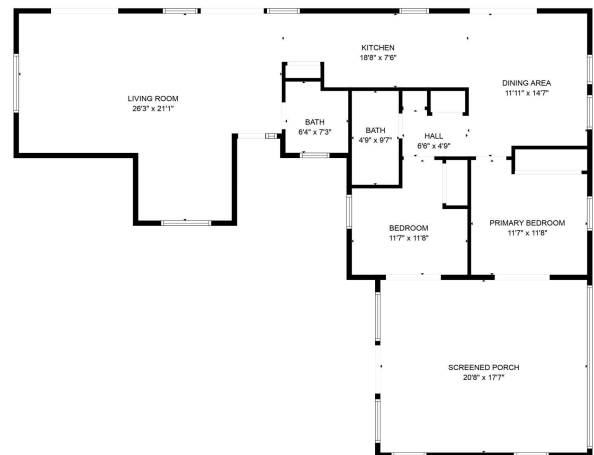 KITCHEN
18'8" x 7'6"
LIVING ROOM
26'3" x 21'1"
DINING AREA
11'11" x 14'7"
BATH
6'4" x 7'3"
BATH
4'9" x 9'7"
HALL
6'6" x 4'9"
BEDROOM
11'7" x 11'8"
PRIMARY BEDROOM
11'7" x 11'8"
SCREENED PORCH
20'8" x 17'7"